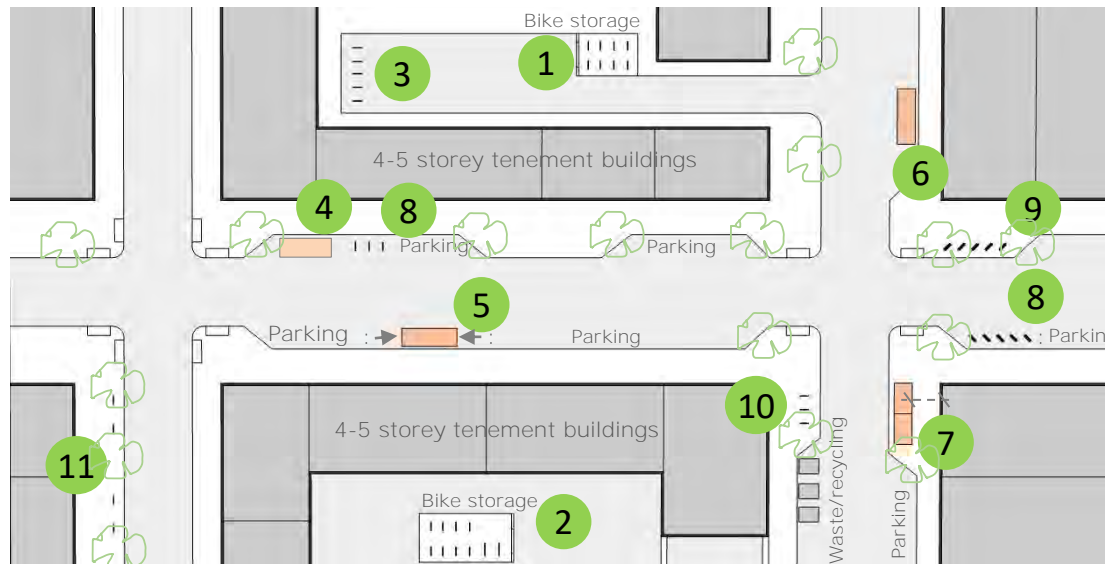 Bike storage
1
3
6
4-5 storey tenement buildings
4
8
9
Parking
Parking
8
5
Parking :
:
Parking
: Parkin
10
4-5 storey tenement buildings
7
11
Waste/recycling
Parking
Bike storage
2